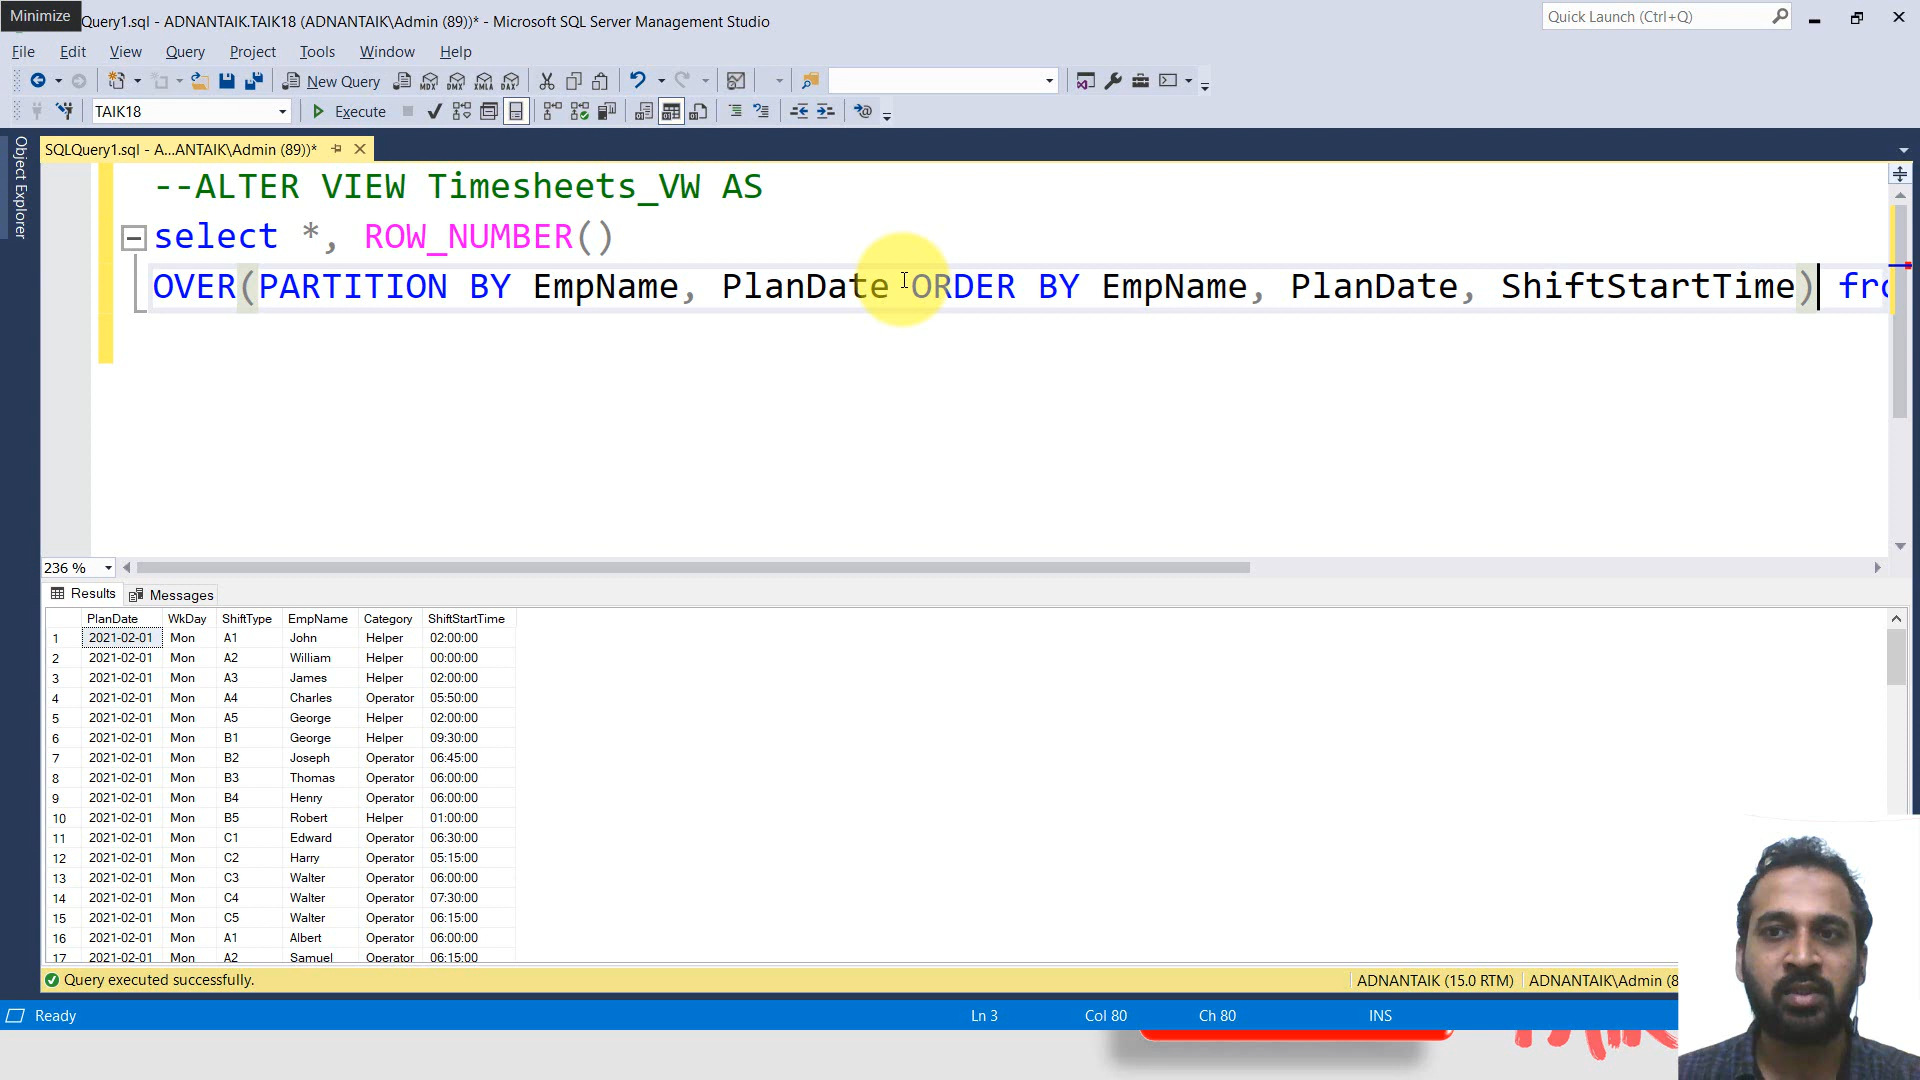 Minimize
Query1.sql - ADNANTAIK.TAIK18 (ADNANTAIK\Admin (89))* - Microsoft SQL Server Management Studio
Quick Launch (Ctrl+Q)
File Edit View Query Project Tools Window Help
New Query
MDX DMX XMLA DAX
TAIK18
Execute
Object Explorer
SQLQuery1.sql - A...ANTAIK\Admin (89))*
--ALTER VIEW Timesheets_VW AS
select *, ROW_NUMBER()
OVER(PARTITION BY EmpName, PlanDate ORDER BY EmpName, PlanDate, ShiftStartTime) fro
236 %
Results Messages
PlanDate WkDay ShiftType EmpName Category ShiftStartTime
1 2021-02-01 Mon A1 John Helper 02:00:00
2 2021-02-01 Mon A2 William Helper 00:00:00
3 2021-02-01 Mon A3 James Helper 02:00:00
4 2021-02-01 Mon A4 Charles Operator 05:50:00
5 2021-02-01 Mon A5 George Helper 02:00:00
6 2021-02-01 Mon B1 George Helper 09:30:00
7 2021-02-01 Mon B2 Joseph Operator 06:45:00
8 2021-02-01 Mon B3 Thomas Operator 06:00:00
9 2021-02-01 Mon B4 Henry Operator 06:00:00
10 2021-02-01 Mon B5 Robert Helper 01:00:00
11 2021-02-01 Mon C1 Edward Operator 06:30:00
12 2021-02-01 Mon C2 Harry Operator 05:15:00
13 2021-02-01 Mon C3 Walter Operator 06:00:00
14 2021-02-01 Mon C4 Walter Operator 07:30:00
15 2021-02-01 Mon C5 Walter Operator 06:15:00
16 2021-02-01 Mon A1 Albert Operator 06:00:00
17 2021-02-01 Mon A2 Samuel Operator 06:15:00
Query executed successfully.
ADNANTAIK (15.0 RTM) ADNANTAIK\Admin (8
Ready Ln 3 Col 80 Ch 80 INS